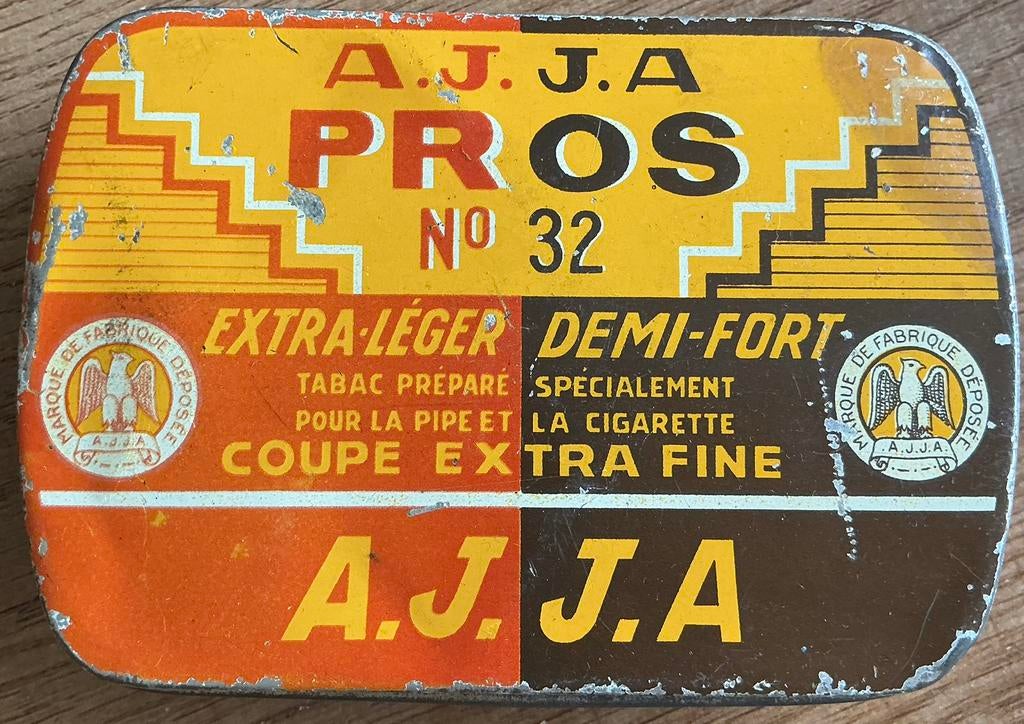 A.J.J.A
PROS
No 32
EXTRA-LÉGER DEMI-FORT
TABAC PRÉPARÉ SPÉCIALEMENT
POUR LA PIPE ET LA CIGARETTE
COUPE EXTRA FINE
MARQUE DE FABRIQUE DÉPOSÉE
A.J.J.A
MARQUE DE FABRIQUE DÉPOSÉE
A.J.J.A
A.J.J.A